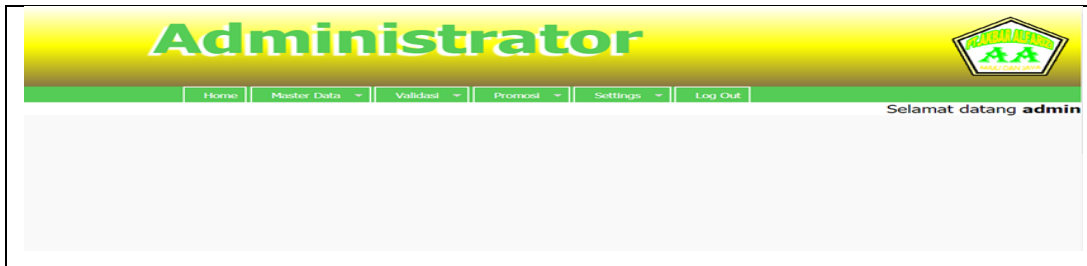 Administrator
AA
Home Master Data Validasi Promosi Settings Log Out
Selamat datang admin